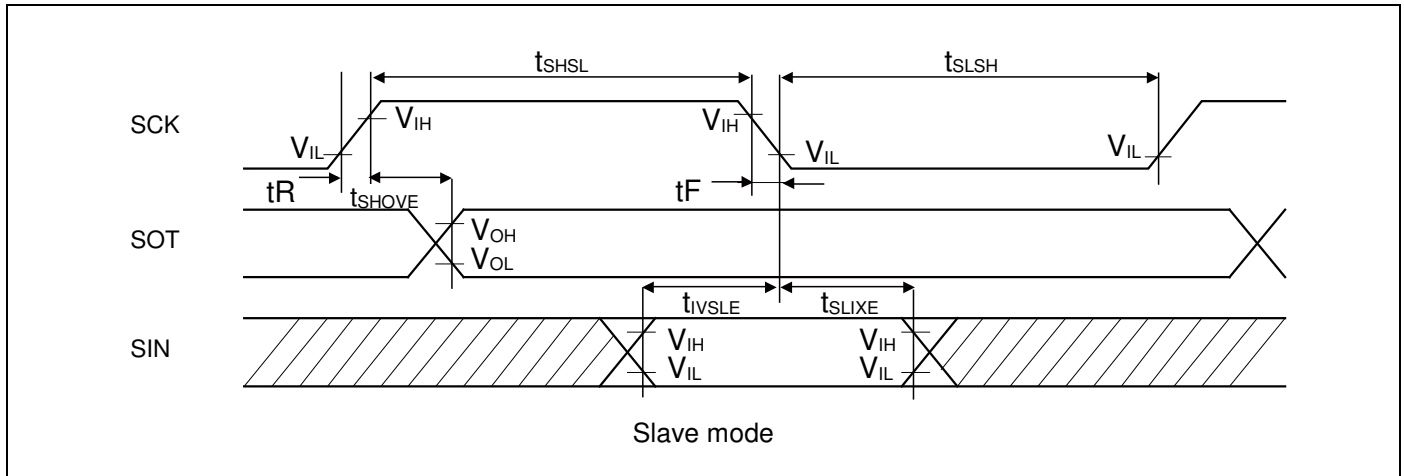 tSHSL tSLSH
SCK VIH VIH
VIL VIL VIL
tR tSHOVE tF
SOT VOH
VOL
tIVSLE tSLIXE
SIN VIH VIH
VIL VIL
Slave mode